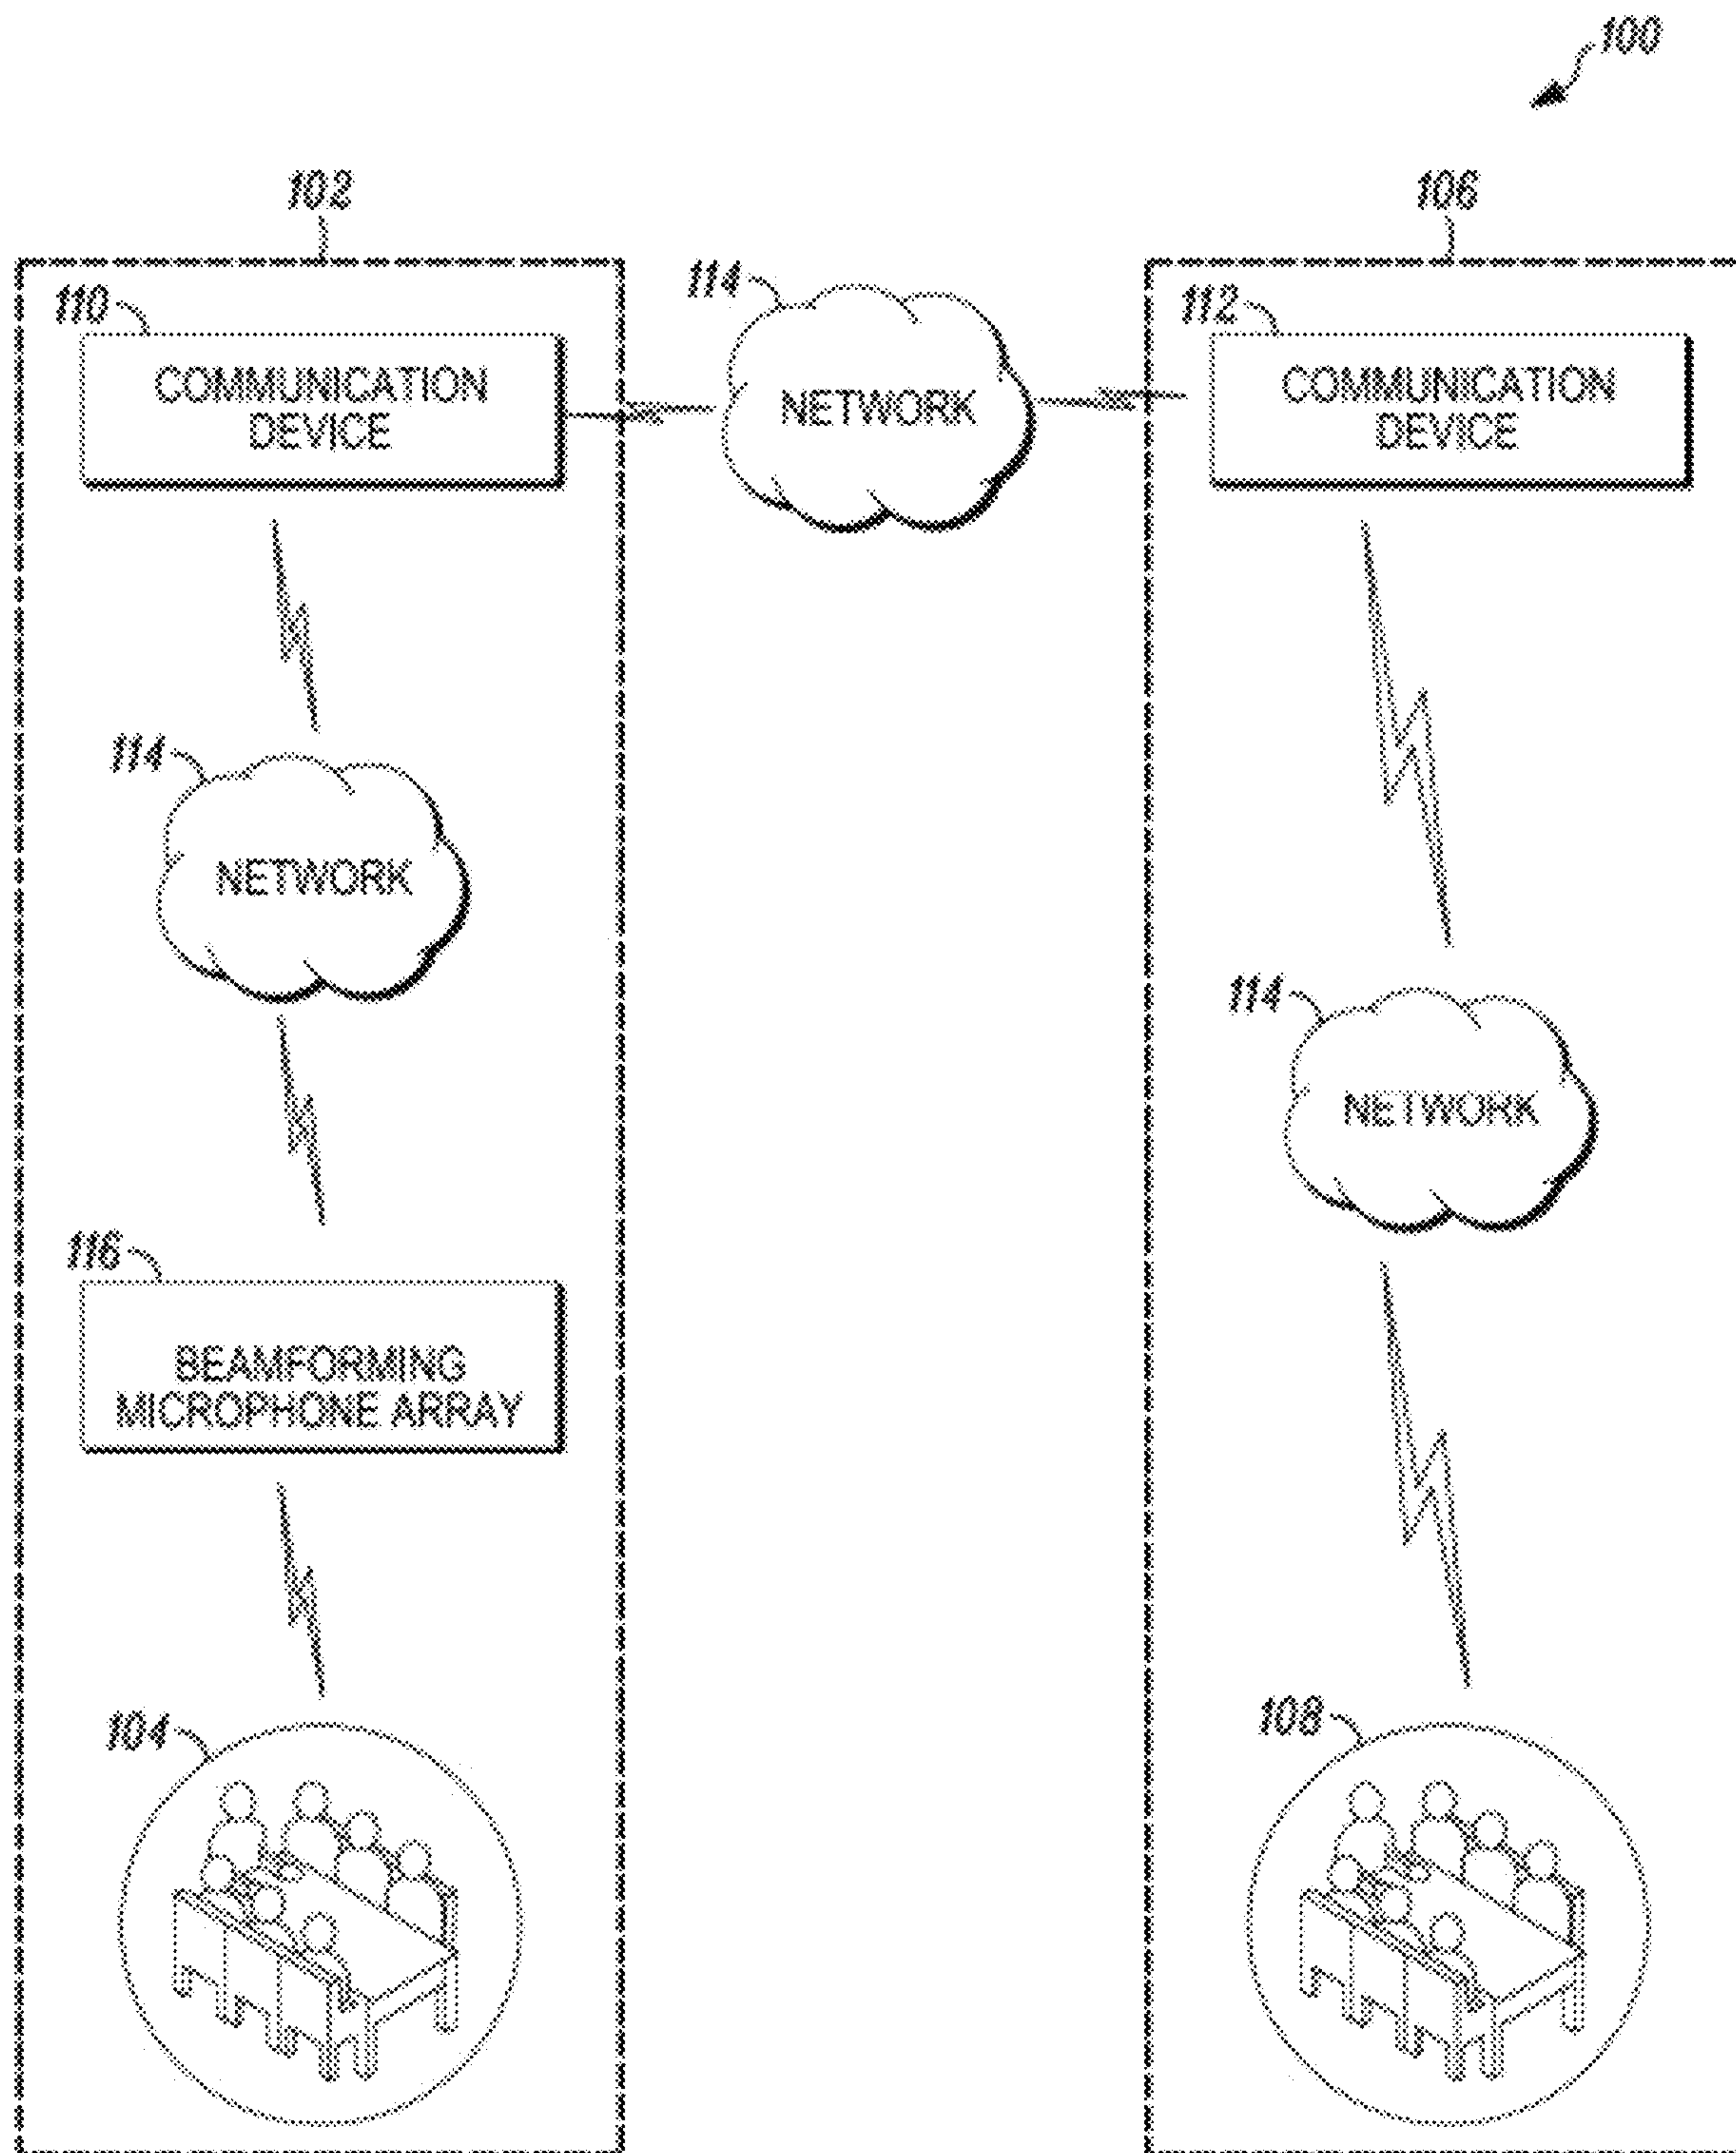 100
102
106
110
114
112
COMMUNICATION
DEVICE
NETWORK
COMMUNICATION
DEVICE
114
NETWORK
114
NETWORK
116
BEAMFORMING
MICROPHONE ARRAY
104
108